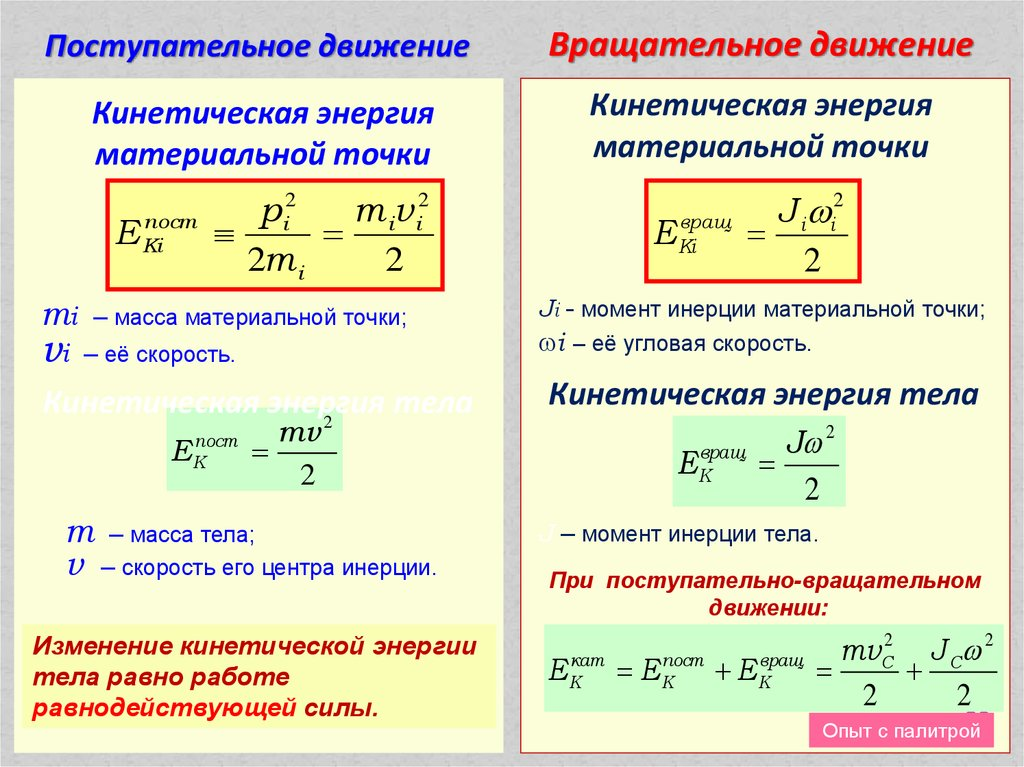 Поступательное движение
Кинетическая энергия
материальной точки
E_{Ki}^{пост} ≡ p_i^2 / 2m_i = m_i v_i^2 / 2
mi – масса материальной точки;
vi – её скорость.
Кинетическая энергия тела
E_K^{пост} = mv^2 / 2
m – масса тела;
v – скорость его центра инерции.
Изменение кинетической энергии
тела равно работе
равнодействующей силы.
Вращательное движение
Кинетическая энергия
материальной точки
E_{Ki}^{вращ} = J_i ω_i^2 / 2
Ji - момент инерции материальной точки;
ωi – её угловая скорость.
Кинетическая энергия тела
E_K^{вращ} = Jω^2 / 2
J – момент инерции тела.
При поступательно-вращательном
движении:
E_K^{кат} = E_K^{пост} + E_K^{вращ} = mv_C^2 / 2 + J_C ω^2 / 2
Опыт с палитрой